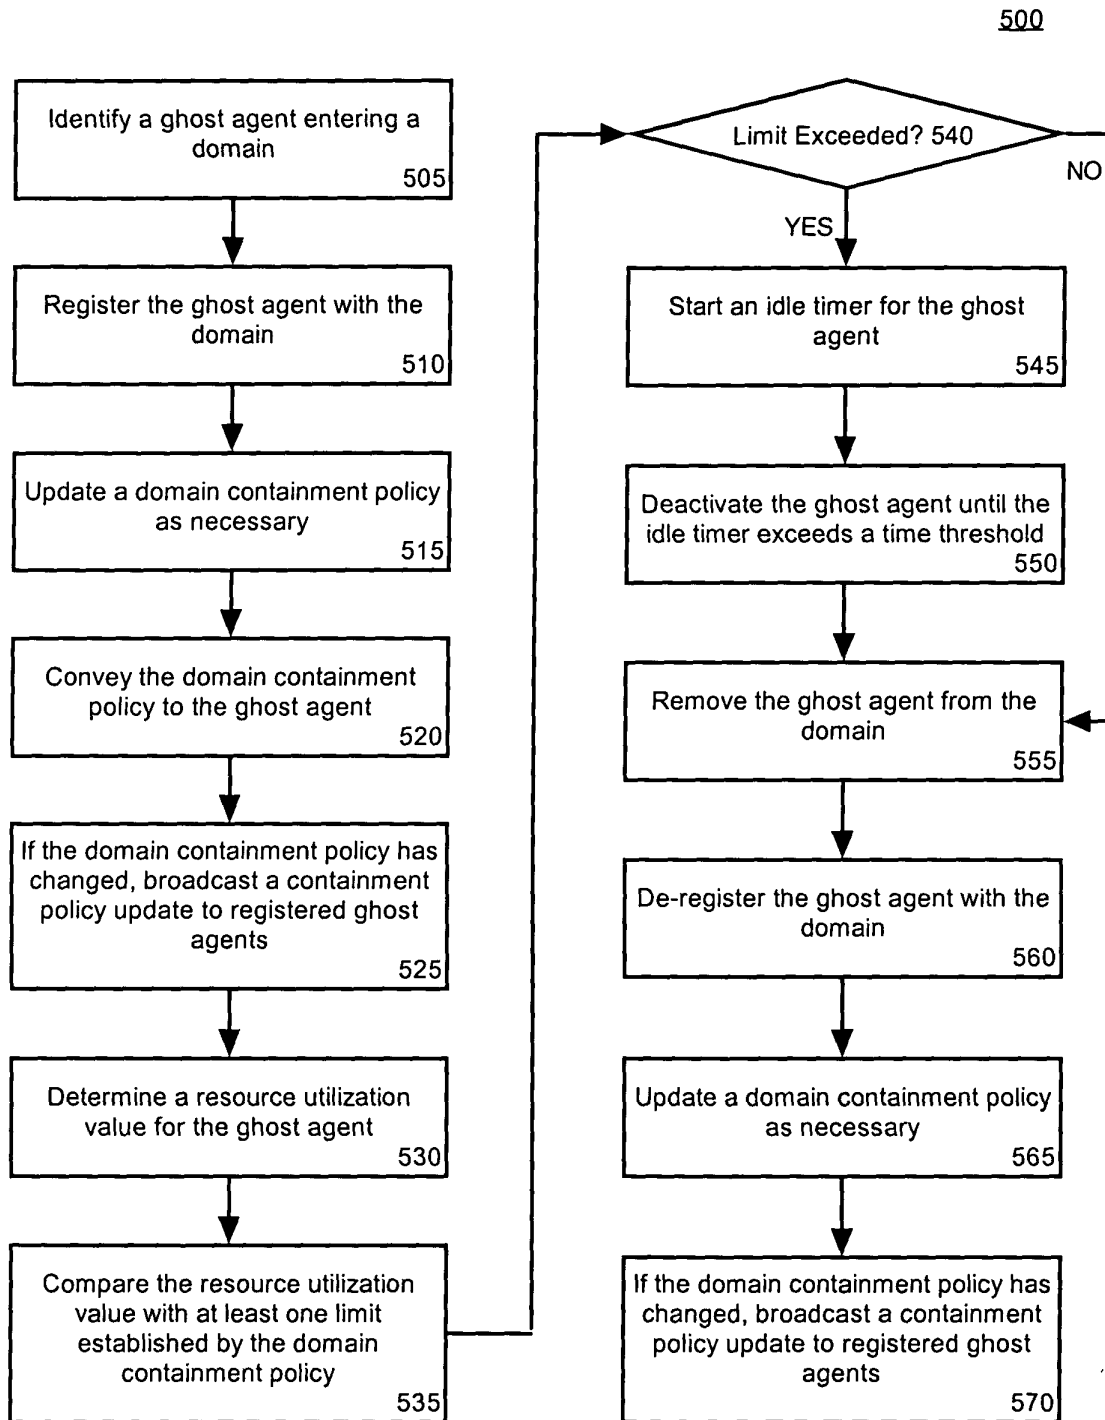 500
Identify a ghost agent entering a
domain
505
Register the ghost agent with the
domain
510
Update a domain containment policy
as necessary
515
Convey the domain containment
policy to the ghost agent
520
If the domain containment policy has
changed, broadcast a containment
policy update to registered ghost
agents
525
Determine a resource utilization
value for the ghost agent
530
Compare the resource utilization
value with at least one limit
established by the domain
containment policy
535
Limit Exceeded? 540
NO
YES
Start an idle timer for the ghost
agent
545
Deactivate the ghost agent until the
idle timer exceeds a time threshold
550
Remove the ghost agent from the
domain
555
De-register the ghost agent with the
domain
560
Update a domain containment policy
as necessary
565
If the domain containment policy has
changed, broadcast a containment
policy update to registered ghost
agents
570